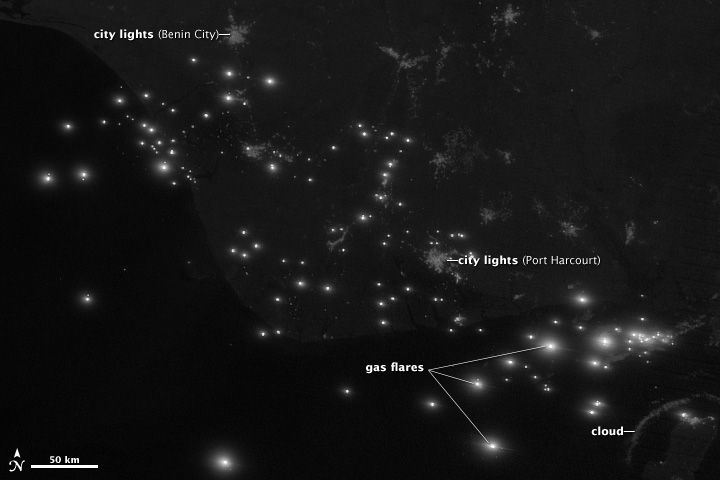 city lights (Benin City)
city lights (Port Harcourt)
gas flares
cloud
50 km
N